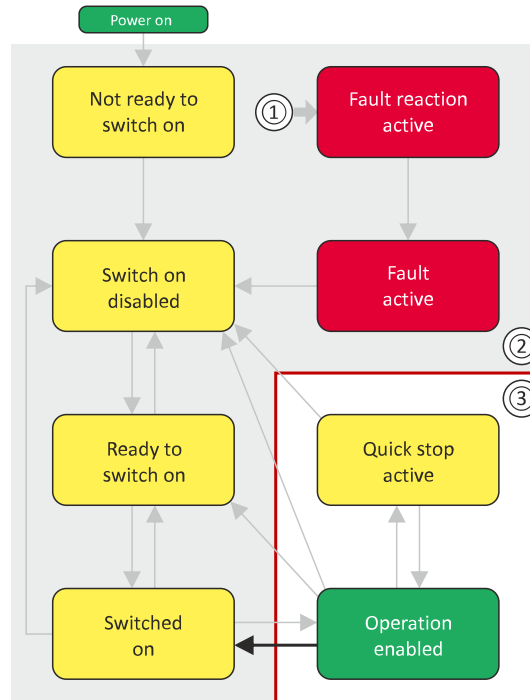 Power on
Not ready to
switch on
①
Fault reaction
active
Switch on
disabled
Fault
active
②
③
Ready to
switch on
Quick stop
active
Switched
on
Operation
enabled